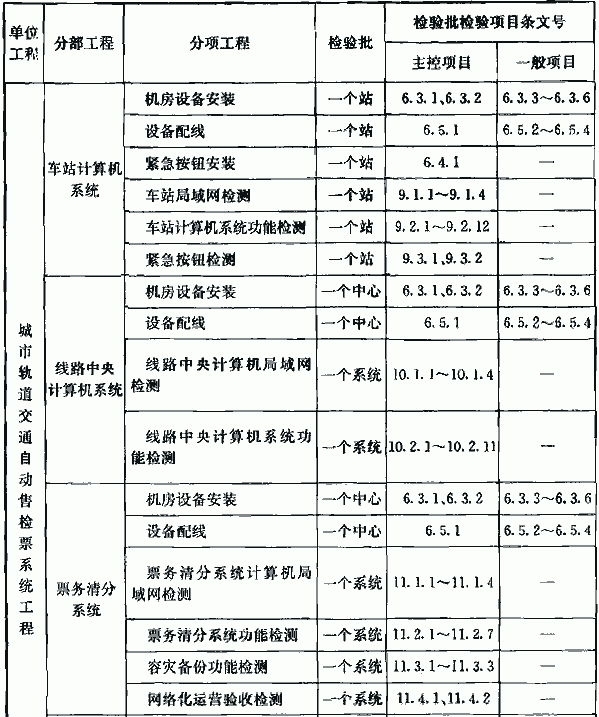 单位工程 分部工程 分项工程 检验批 检验批检验项目条文号
主控项目 一般项目
城市轨道交通自动售检票系统工程
车站计算机系统
机房设备安装 一个站 6.3.1、6.3.2 6.3.3～6.3.6
设备配线 一个站 6.5.1 6.5.2～6.5.4
紧急按钮安装 一个站 6.4.1 —
车站局域网检测 一个站 9.1.1～9.1.4 —
车站计算机系统功能检测 一个站 9.2.1～9.2.12 —
紧急按钮检测 一个站 9.3.1、9.3.2 —
线路中央计算机系统
机房设备安装 一个中心 6.3.1、6.3.2 6.3.3～6.3.6
设备配线 一个中心 6.5.1 6.5.2～6.5.4
线路中央计算机局域网检测 一个系统 10.1.1～10.1.4 —
线路中央计算机系统功能检测 一个系统 10.2.1～10.2.11 —
票务清分系统
机房设备安装 一个中心 6.3.1、6.3.2 6.3.3～6.3.6
设备配线 一个中心 6.5.1 6.5.2～6.5.4
票务清分系统计算机局域网检测 一个系统 11.1.1～11.1.4 —
票务清分系统功能检测 一个系统 11.2.1～11.2.7 —
容灾备份功能检测 一个系统 11.3.1～11.3.3 —
网络化运营验收检测 一个系统 11.4.1、11.4.2 —